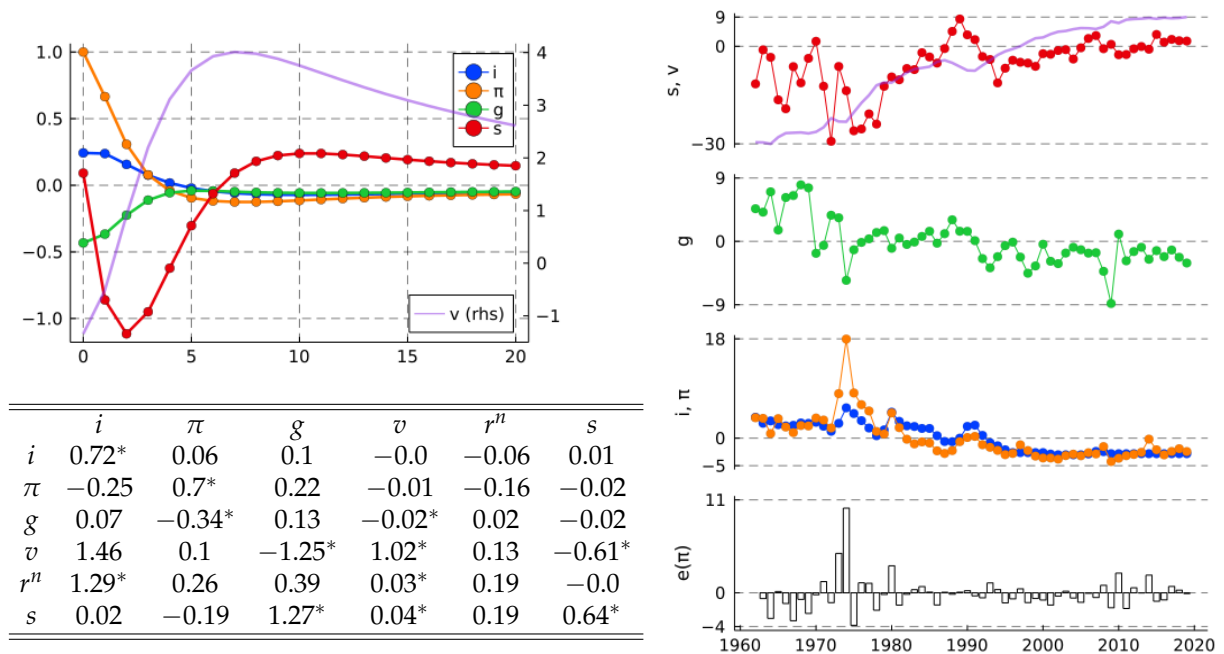 1.0
0.5
0.0
−0.5
−1.0
4
3
2
1
0
−1
i
π
g
s
v (rhs)
0 5 10 15 20
i π g v rⁿ s
i 0.72* 0.06 0.1 −0.0 −0.06 0.01
π −0.25 0.7* 0.22 −0.01 −0.16 −0.02
g 0.07 −0.34* 0.13 −0.02* 0.02 −0.02
v 1.46 0.1 −1.25* 1.02* 0.13 −0.61*
rⁿ 1.29* 0.26 0.39 0.03* 0.19 −0.0
s 0.02 −0.19 1.27* 0.04* 0.19 0.64*
s, v
9
0
−30
g
9
0
−9
i, π
18
0
−5
e(π)
11
0
−4
1960 1970 1980 1990 2000 2010 2020